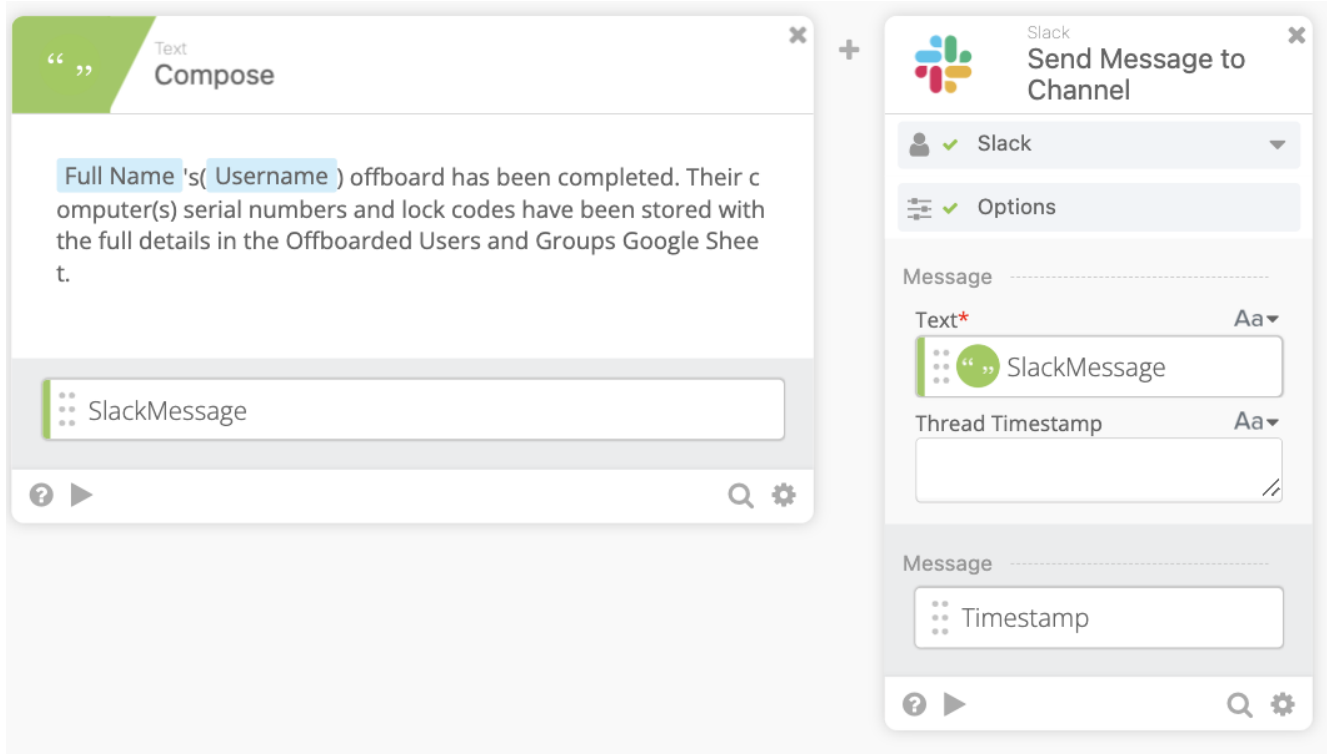 Text
Compose
Full Name 's( Username ) offboard has been completed. Their c
omputer(s) serial numbers and lock codes have been stored with
the full details in the Offboarded Users and Groups Google Shee
t.
SlackMessage
Slack
Send Message to
Channel
Slack
Options
Message
Text*
Aa
“ ” SlackMessage
Thread Timestamp
Aa
Message
Timestamp